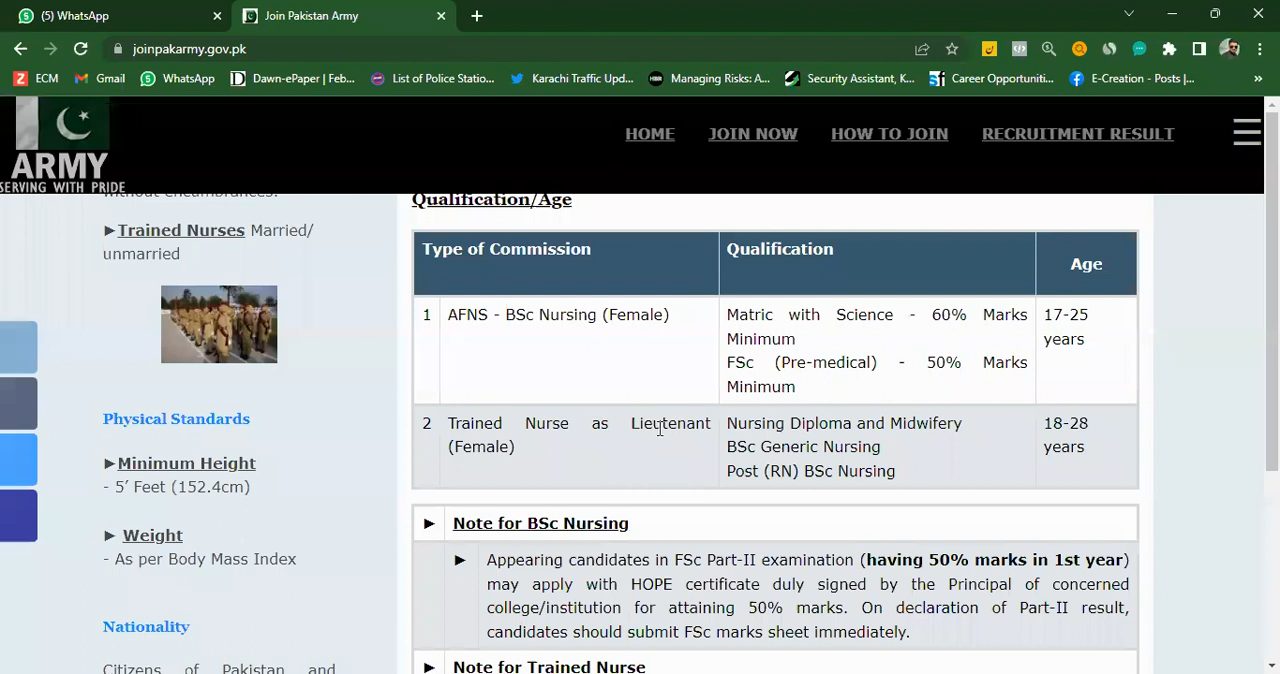 (5) WhatsApp
Join Pakistan Army
joinpakarmy.gov.pk
ECM
Gmail
WhatsApp
Dawn-ePaper | Feb...
List of Police Statio...
Karachi Traffic Upd...
Managing Risks: A...
Security Assistant, K...
Career Opportuniti...
E-Creation - Posts |...
»
ARMY
SERVING WITH PRIDE
HOME
JOIN NOW
HOW TO JOIN
RECRUITMENT RESULT
without encumbrances.
►Trained Nurses Married/
unmarried
Physical Standards
►Minimum Height
- 5’ Feet (152.4cm)
► Weight
- As per Body Mass Index
Nationality
Citizens of Pakistan and
Qualification/Age
Type of Commission
Qualification
Age
1
AFNS - BSc Nursing (Female)
Matric with Science - 60% Marks
Minimum
FSc (Pre-medical) - 50% Marks
Minimum
17-25
years
2
Trained Nurse as Lieutenant
(Female)
Nursing Diploma and Midwifery
BSc Generic Nursing
Post (RN) BSc Nursing
18-28
years
► Note for BSc Nursing
► Appearing candidates in FSc Part-II examination (having 50% marks in 1st year)
may apply with HOPE certificate duly signed by the Principal of concerned
college/institution for attaining 50% marks. On declaration of Part-II result,
candidates should submit FSc marks sheet immediately.
► Note for Trained Nurse